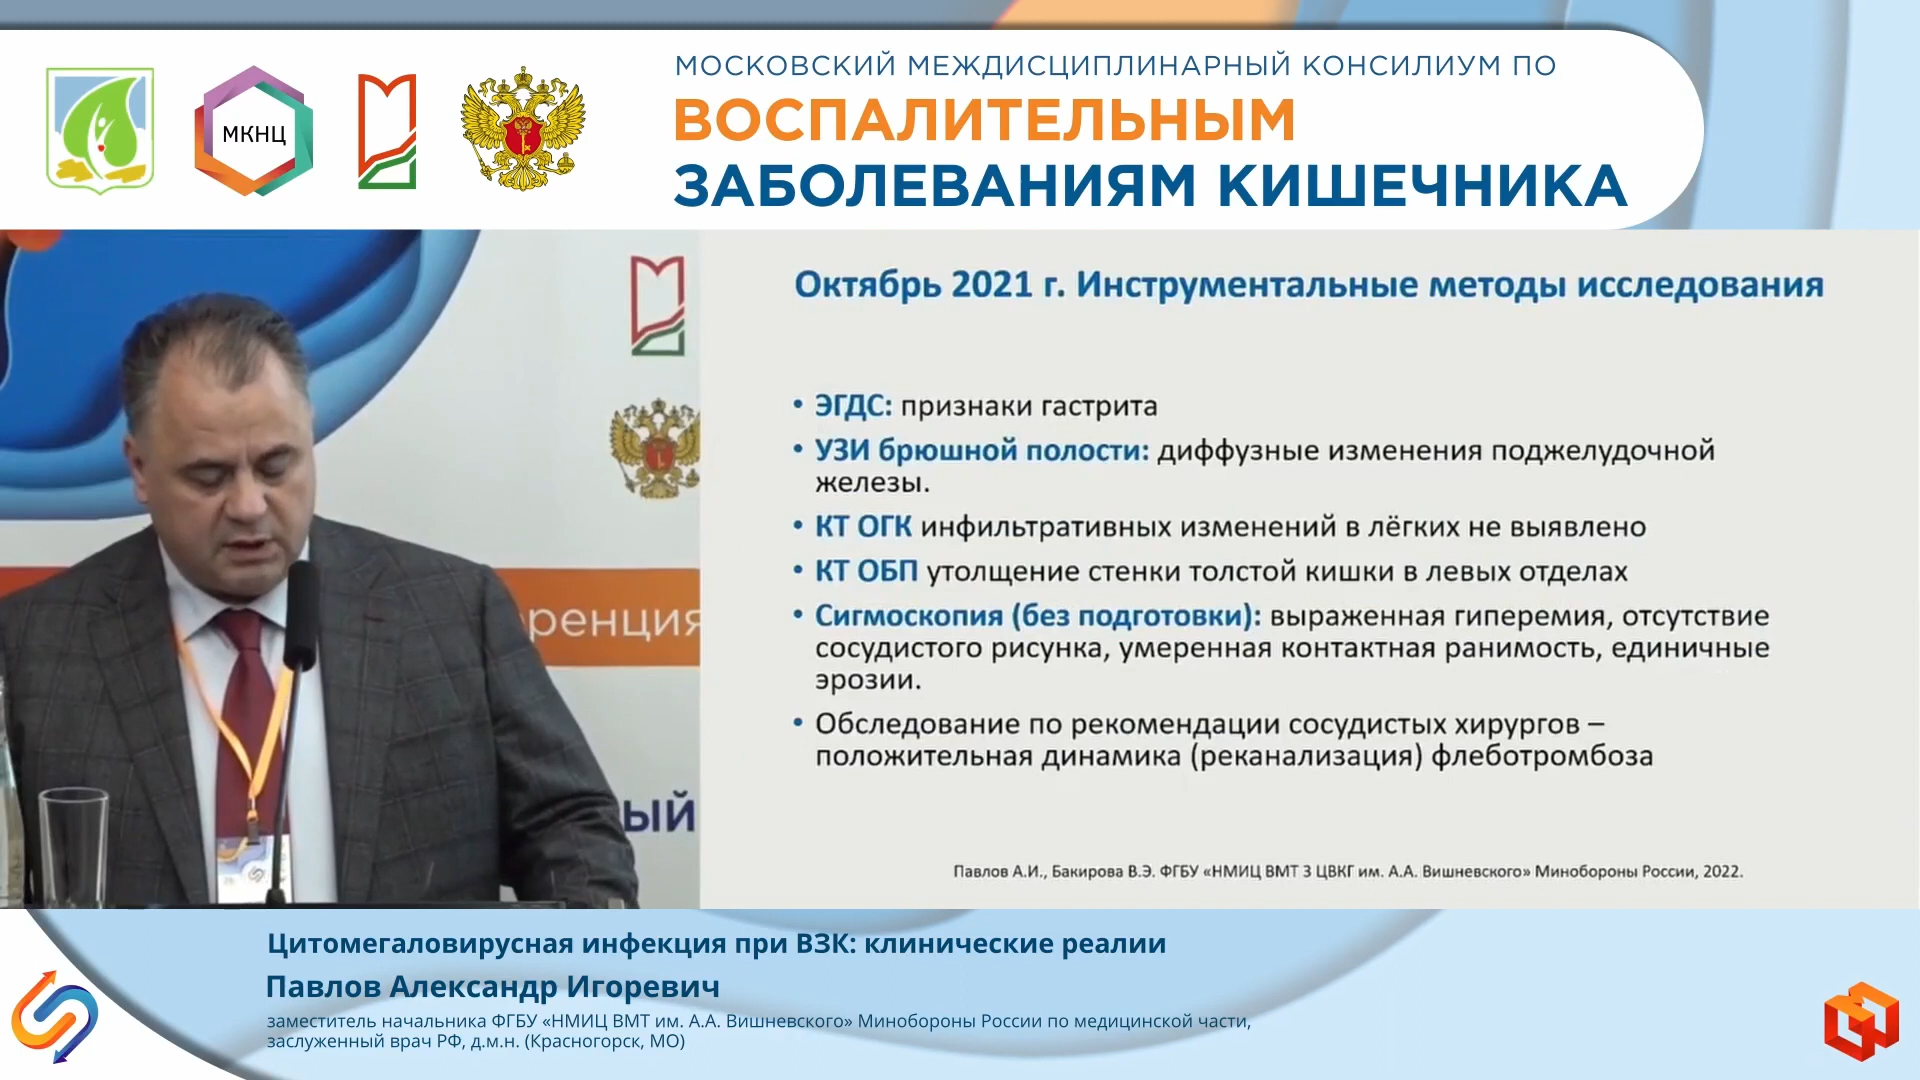 МОСКОВСКИЙ МЕЖДИСЦИПЛИНАРНЫЙ КОНСИЛИУМ ПО
ВОСПАЛИТЕЛЬНЫМ
ЗАБОЛЕВАНИЯМ КИШЕЧНИКА
МКНЦ
Октябрь 2021 г. Инструментальные методы исследования
• ЭГДС: признаки гастрита
• УЗИ брюшной полости: диффузные изменения поджелудочной
железы.
• КТ ОГК инфильтративных изменений в лёгких не выявлено
• КТ ОБП утолщение стенки толстой кишки в левых отделах
• Сигмоскопия (без подготовки): выраженная гиперемия, отсутствие
сосудистого рисунка, умеренная контактная ранимость, единичные
эрозии.
• Обследование по рекомендации сосудистых хирургов –
положительная динамика (реканализация) флеботромбоза
Павлов А.И., Бакирова В.Э. ФГБУ «НМИЦ ВМТ 3 ЦВКГ им. А.А. Вишневского» Минобороны России, 2022.
ренция
ый
Цитомегаловирусная инфекция при ВЗК: клинические реалии
Павлов Александр Игоревич
заместитель начальника ФГБУ «НМИЦ ВМТ им. А.А. Вишневского» Минобороны России по медицинской части,
заслуженный врач РФ, д.м.н. (Красногорск, МО)